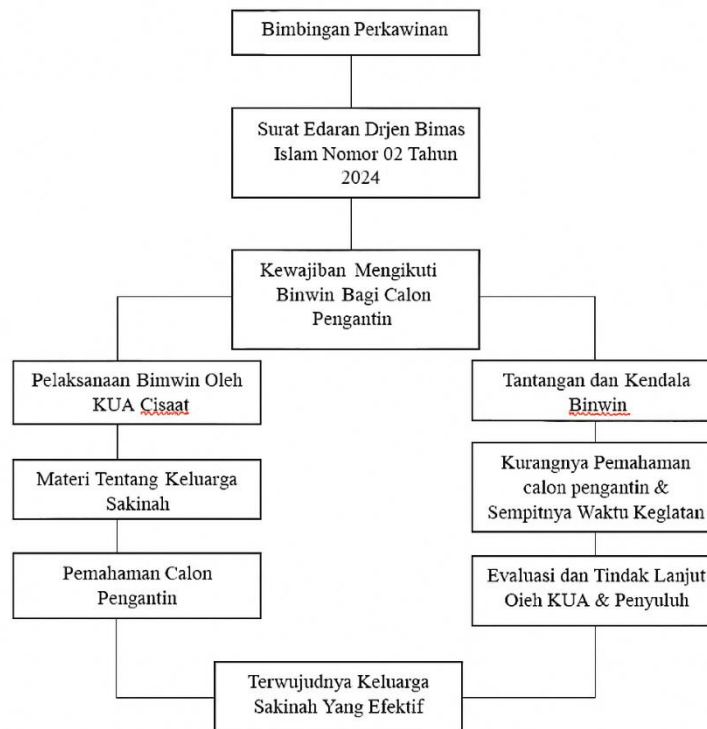 Bimbingan Perkawinan
Surat Edaran Drjen Bimas
Islam Nomor 02 Tahun
2024
Kewajiban Mengikuti
Binwin Bagi Calon
Pengantin
Pelaksanaan Bimwin Oleh
KUA Cisaat
Materi Tentang Keluarga
Sakinah
Pemahaman Calon
Pengantin
Tantangan dan Kendala
Binwin
Kurangnya Pemahaman
calon pengantin &
Sempitnya Waktu Keglatan
Evaluasi dan Tindak Lanjut
Oieh KUA & Penyuluh
Terwujudnya Keluarga
Sakinah Yang Efektif